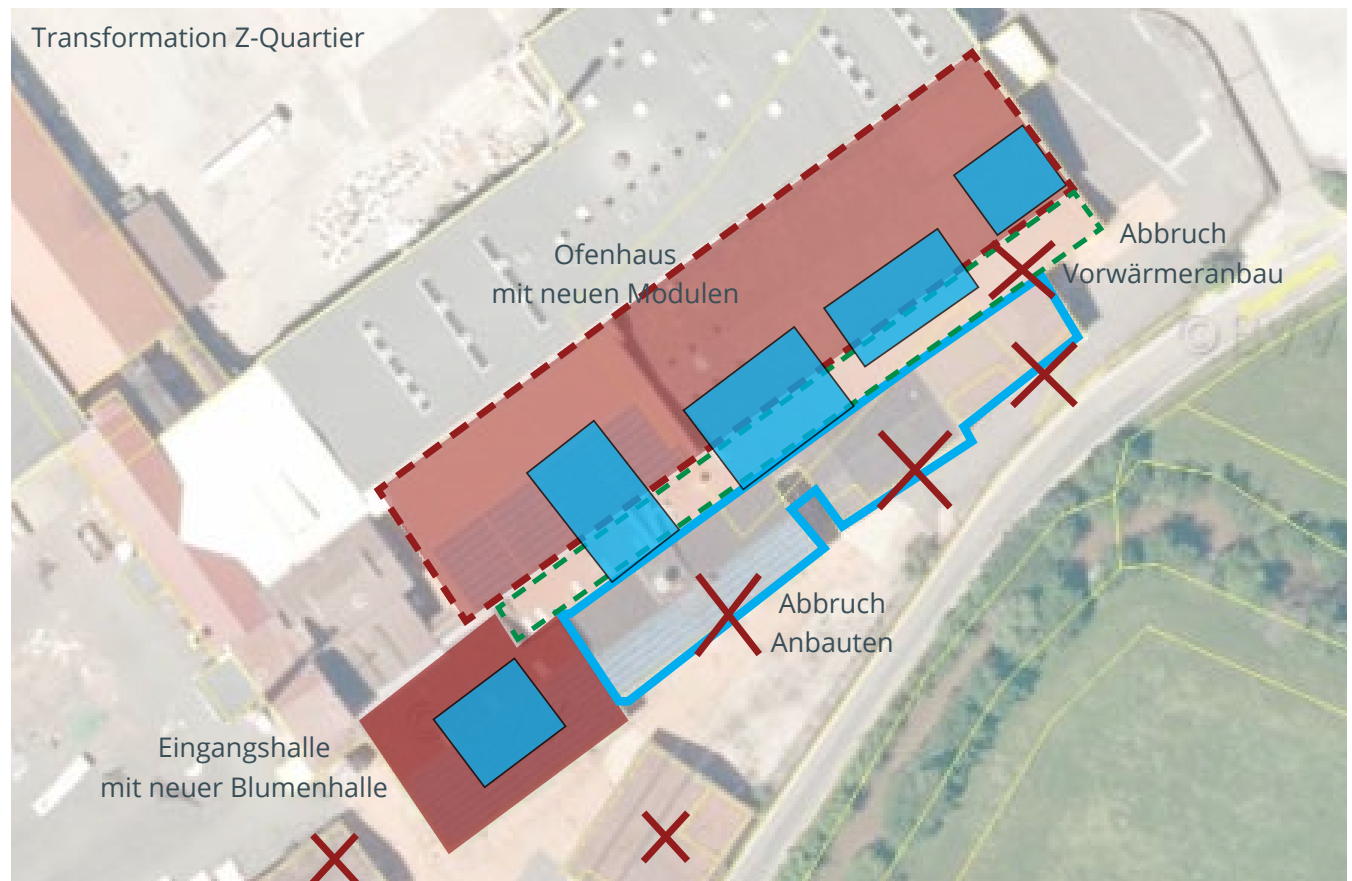 Transformation Z-Quartier
Ofenhaus
mit neuen Modulen
Abbruch
Vorwärmeranbau
Abbruch
Anbauten
Eingangshalle
mit neuer Blumenhalle
©